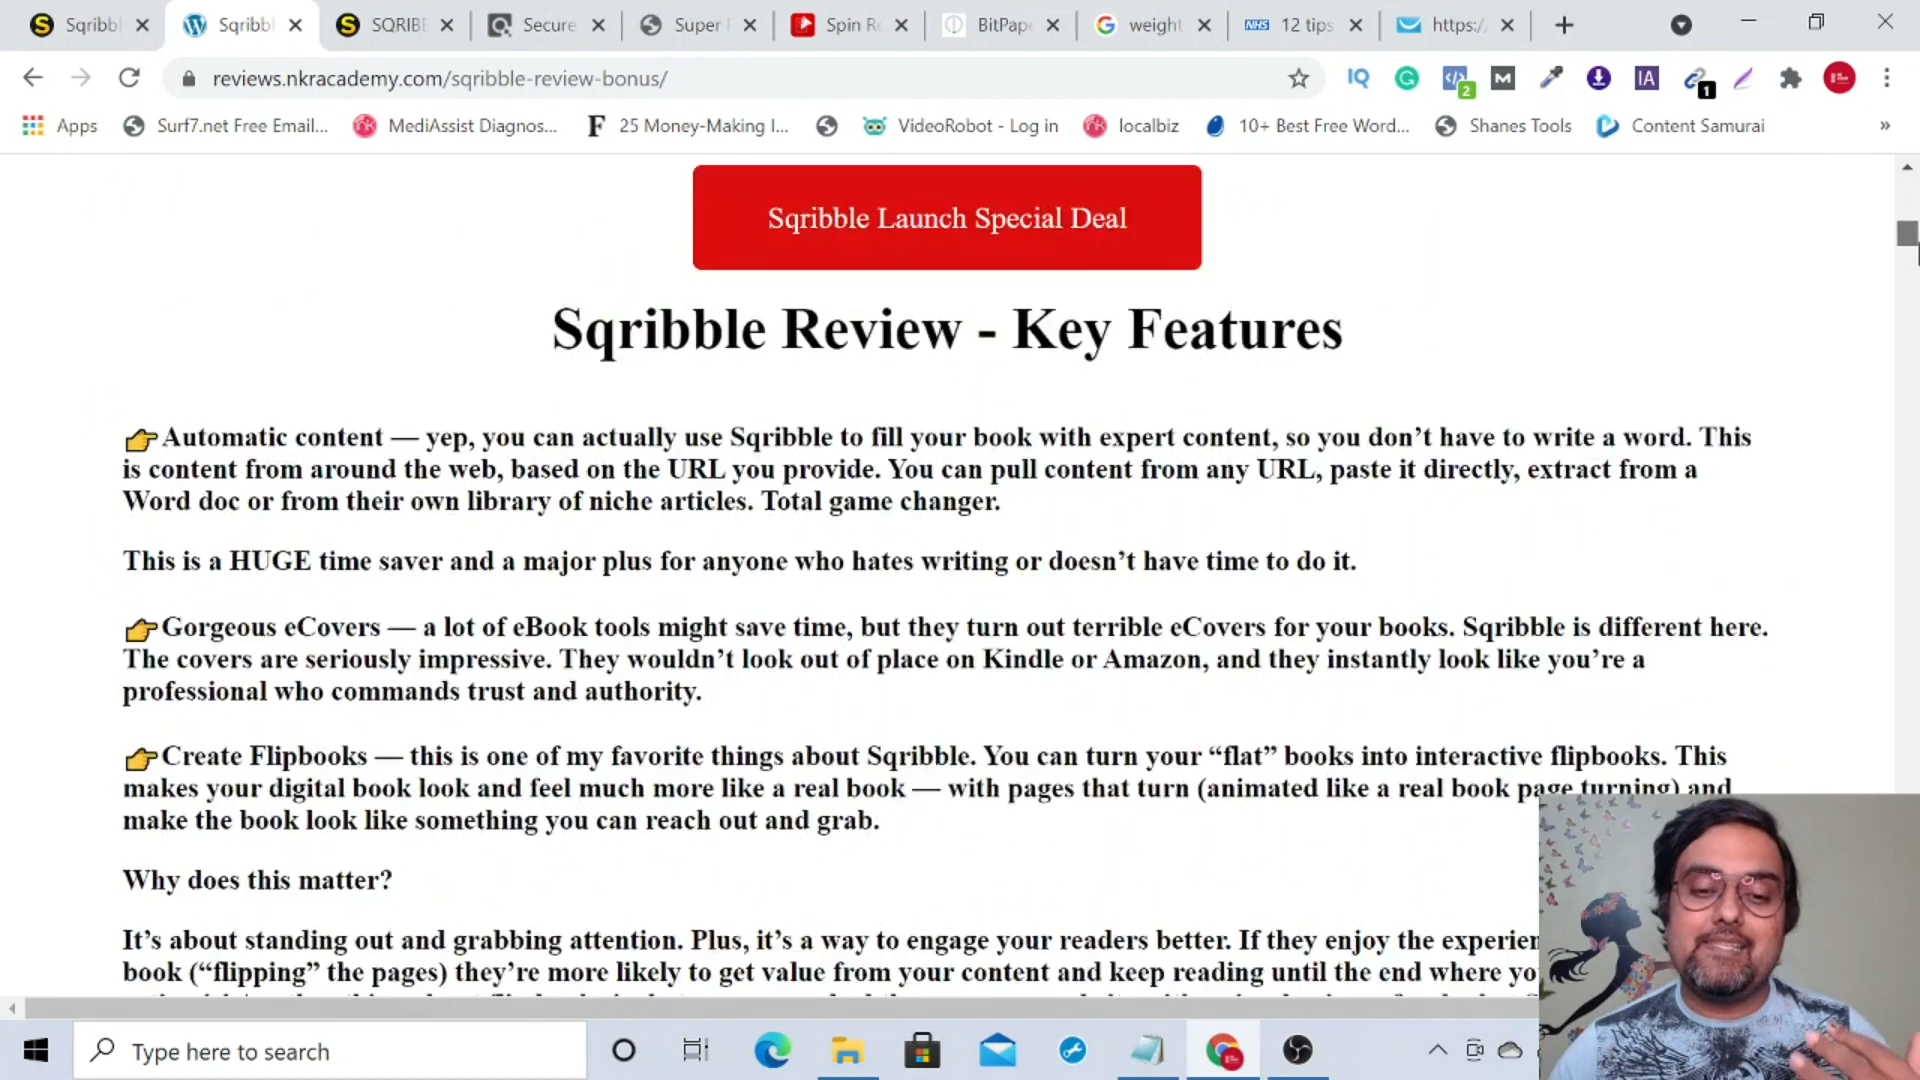 Sqribbl
Sqribbl
SQRIBE
Secure
Super
Spin Re
BitPape
weight
NHS
12 tips
https:/
reviews.nkracademy.com/sqribble-review-bonus/
IQ
2
M
IA
1
Apps
Surf7.net Free Email...
MediAssist Diagnos...
25 Money-Making I...
VideoRobot - Log in
localbiz
10+ Best Free Word...
Shanes Tools
Content Samurai
»
Sqribble Launch Special Deal
Sqribble Review - Key Features
Automatic content — yep, you can actually use Sqribble to fill your book with expert content, so you don’t have to write a word. This
is content from around the web, based on the URL you provide. You can pull content from any URL, paste it directly, extract from a
Word doc or from their own library of niche articles. Total game changer.
This is a HUGE time saver and a major plus for anyone who hates writing or doesn’t have time to do it.
Gorgeous eCovers — a lot of eBook tools might save time, but they turn out terrible eCovers for your books. Sqribble is different here.
The covers are seriously impressive. They wouldn’t look out of place on Kindle or Amazon, and they instantly look like you’re a
professional who commands trust and authority.
Create Flipbooks — this is one of my favorite things about Sqribble. You can turn your “flat” books into interactive flipbooks. This
makes your digital book look and feel much more like a real book — with pages that turn (animated like a real book page turning) and
make the book look like something you can reach out and grab.
Why does this matter?
It’s about standing out and grabbing attention. Plus, it’s a way to engage your readers better. If they enjoy the experien
book (“flipping” the pages) they’re more likely to get value from your content and keep reading until the end where yo
Type here to search